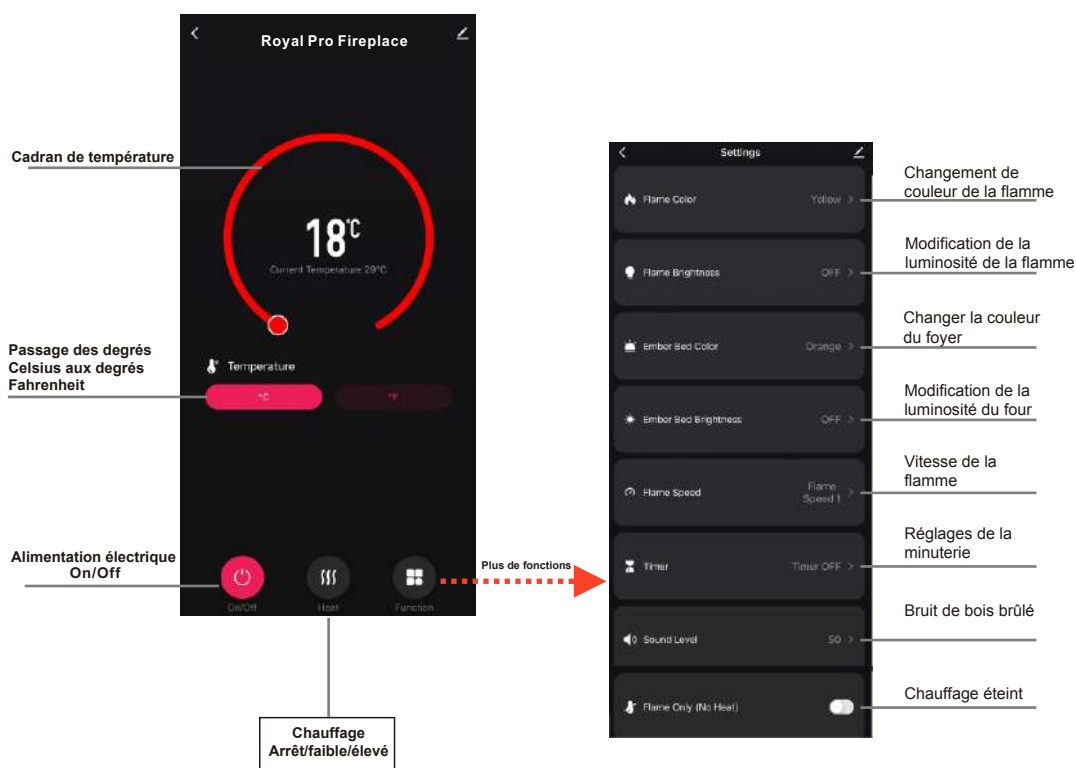 Royal Pro Fireplace
Cadran de température
18°C
Current Temperature 29°C
Passage des degrés
Celsius aux degrés
Fahrenheit
Temperature
°C
°F
Alimentation électrique
On/Off
On/Off
Heat
Function
Plus de fonctions
Chauffage
Arrêt/faible/élevé
Settings
Flame Color
Yellow
Changement de
couleur de la flamme
Flame Brightness
OFF
Modification de la
luminosité de la flamme
Ember Bed Color
Orange
Changer la couleur
du foyer
Ember Bed Brightness
OFF
Modification de la
luminosité du four
Flame Speed
Flame
Speed 1
Vitesse de la
flamme
Timer
Timer OFF
Réglages de la
minuterie
Sound Level
S0
Bruit de bois brûlé
Flame Only (No Heat)
Chauffage éteint